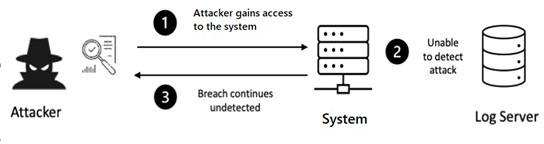 1
Attacker gains access
to the system
2
Unable
to detect
attack
3
Breach continues
undetected
Attacker
System
Log Server